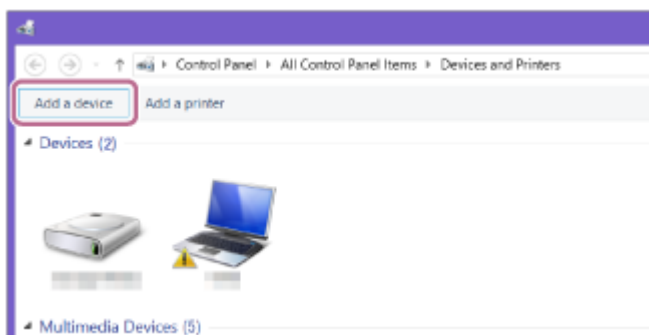 Control Panel All Control Panel Items Devices and Printers
Add a device Add a printer
Devices (2)
Multimedia Devices (5)